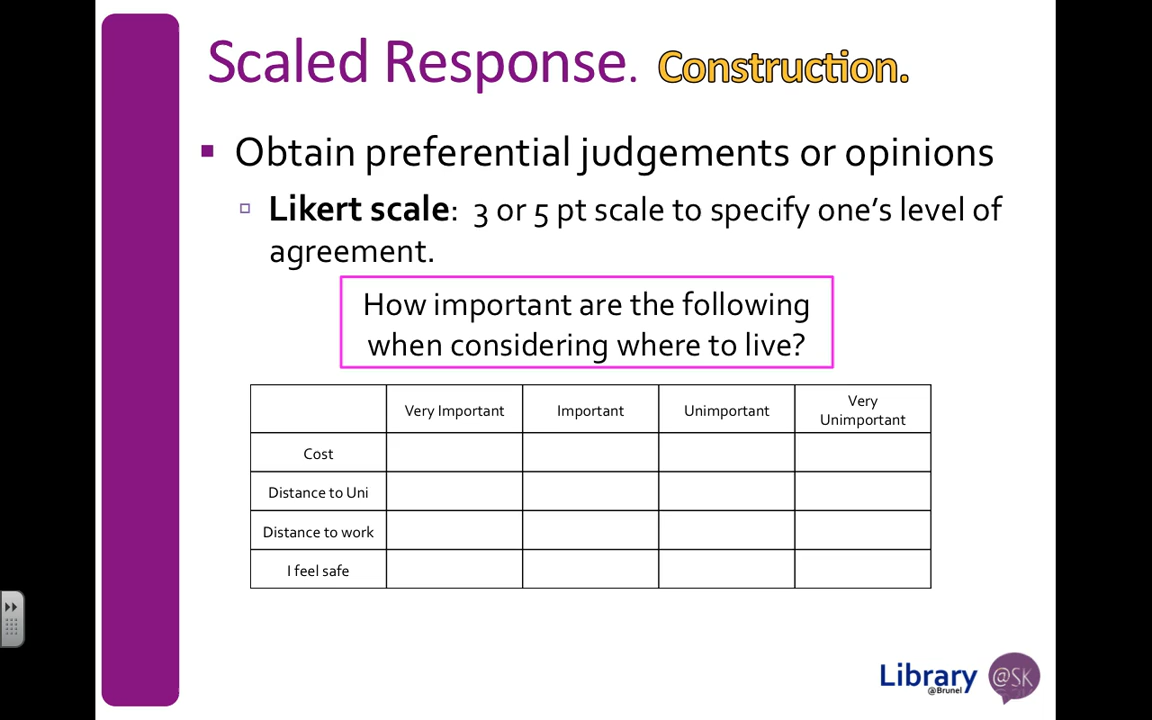 Scaled Response. Construction.
Obtain preferential judgements or opinions
Likert scale: 3 or 5 pt scale to specify one's level of
agreement.
How important are the following
when considering where to live?
Very Important
Important
Unimportant
Very
Unimportant
Cost
Distance to Uni
Distance to work
I feel safe
Library
@Brunel
@SK